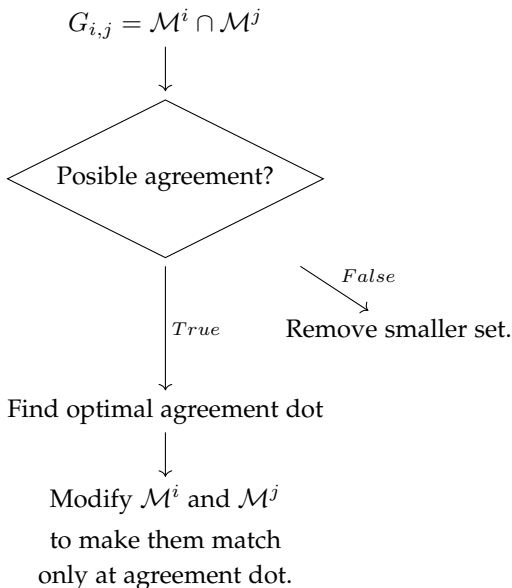 G_{i,j} = \mathcal{M}^i \cap \mathcal{M}^j
Posible agreement?
False
True
Remove smaller set.
Find optimal agreement dot
Modify \mathcal{M}^i and \mathcal{M}^j
to make them match
only at agreement dot.